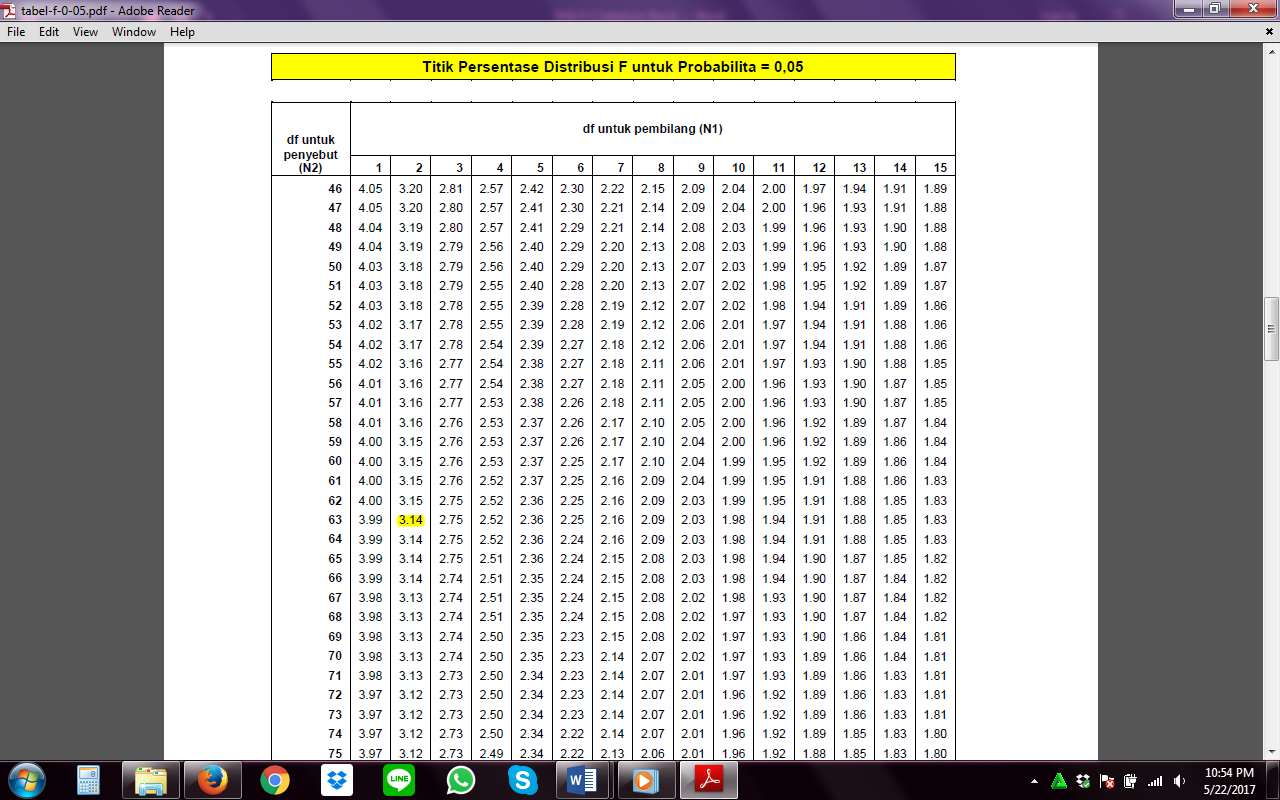 tabel-f-0-05.pdf - Adobe Reader
File Edit View Window Help
Titik Persentase Distribusi F untuk Probabilita = 0,05
df untuk penyebut (N2)
df untuk pembilang (N1)
1 2 3 4 5 6 7 8 9 10 11 12 13 14 15
46 4.05 3.20 2.81 2.57 2.42 2.30 2.22 2.15 2.09 2.04 2.00 1.97 1.94 1.91 1.89
47 4.05 3.20 2.80 2.57 2.41 2.30 2.21 2.14 2.09 2.04 2.00 1.96 1.93 1.91 1.88
48 4.04 3.19 2.80 2.57 2.41 2.29 2.21 2.14 2.08 2.03 1.99 1.96 1.93 1.90 1.88
49 4.04 3.19 2.79 2.56 2.40 2.29 2.20 2.13 2.08 2.03 1.99 1.96 1.93 1.90 1.88
50 4.03 3.18 2.79 2.56 2.40 2.29 2.20 2.13 2.07 2.03 1.99 1.95 1.92 1.89 1.87
51 4.03 3.18 2.79 2.55 2.40 2.28 2.20 2.13 2.07 2.02 1.98 1.95 1.92 1.89 1.87
52 4.03 3.18 2.78 2.55 2.39 2.28 2.19 2.12 2.07 2.02 1.98 1.94 1.91 1.89 1.86
53 4.02 3.17 2.78 2.55 2.39 2.28 2.19 2.12 2.06 2.01 1.97 1.94 1.91 1.88 1.86
54 4.02 3.17 2.78 2.54 2.39 2.27 2.18 2.12 2.06 2.01 1.97 1.94 1.91 1.88 1.86
55 4.02 3.16 2.77 2.54 2.38 2.27 2.18 2.11 2.06 2.01 1.97 1.93 1.90 1.88 1.85
56 4.01 3.16 2.77 2.54 2.38 2.27 2.18 2.11 2.05 2.00 1.96 1.93 1.90 1.87 1.85
57 4.01 3.16 2.77 2.53 2.38 2.26 2.18 2.11 2.05 2.00 1.96 1.93 1.90 1.87 1.85
58 4.01 3.16 2.76 2.53 2.37 2.26 2.17 2.10 2.05 2.00 1.96 1.92 1.89 1.87 1.84
59 4.00 3.15 2.76 2.53 2.37 2.26 2.17 2.10 2.04 2.00 1.96 1.92 1.89 1.86 1.84
60 4.00 3.15 2.76 2.53 2.37 2.25 2.17 2.10 2.04 1.99 1.95 1.92 1.89 1.86 1.84
61 4.00 3.15 2.76 2.52 2.37 2.25 2.16 2.09 2.04 1.99 1.95 1.91 1.88 1.86 1.83
62 4.00 3.15 2.75 2.52 2.36 2.25 2.16 2.09 2.03 1.99 1.95 1.91 1.88 1.85 1.83
63 3.99 3.14 2.75 2.52 2.36 2.25 2.16 2.09 2.03 1.98 1.94 1.91 1.88 1.85 1.83
64 3.99 3.14 2.75 2.52 2.36 2.24 2.16 2.09 2.03 1.98 1.94 1.91 1.88 1.85 1.83
65 3.99 3.14 2.75 2.51 2.36 2.24 2.15 2.08 2.03 1.98 1.94 1.90 1.87 1.85 1.82
66 3.99 3.14 2.74 2.51 2.35 2.24 2.15 2.08 2.03 1.98 1.94 1.90 1.87 1.84 1.82
67 3.98 3.13 2.74 2.51 2.35 2.24 2.15 2.08 2.02 1.98 1.93 1.90 1.87 1.84 1.82
68 3.98 3.13 2.74 2.51 2.35 2.24 2.15 2.08 2.02 1.97 1.93 1.90 1.87 1.84 1.82
69 3.98 3.13 2.74 2.50 2.35 2.23 2.15 2.08 2.02 1.97 1.93 1.90 1.86 1.84 1.81
70 3.98 3.13 2.74 2.50 2.35 2.23 2.14 2.07 2.02 1.97 1.93 1.89 1.86 1.84 1.81
71 3.98 3.13 2.73 2.50 2.34 2.23 2.14 2.07 2.01 1.97 1.93 1.89 1.86 1.83 1.81
72 3.97 3.12 2.73 2.50 2.34 2.23 2.14 2.07 2.01 1.96 1.92 1.89 1.86 1.83 1.81
73 3.97 3.12 2.73 2.50 2.34 2.23 2.14 2.07 2.01 1.96 1.92 1.89 1.86 1.83 1.81
74 3.97 3.12 2.73 2.50 2.34 2.22 2.14 2.07 2.01 1.96 1.92 1.89 1.85 1.83 1.80
75 3.97 3.12 2.73 2.49 2.34 2.22 2.13 2.06 2.01 1.96 1.92 1.88 1.85 1.83 1.80
LINE
10:54 PM
5/22/2017